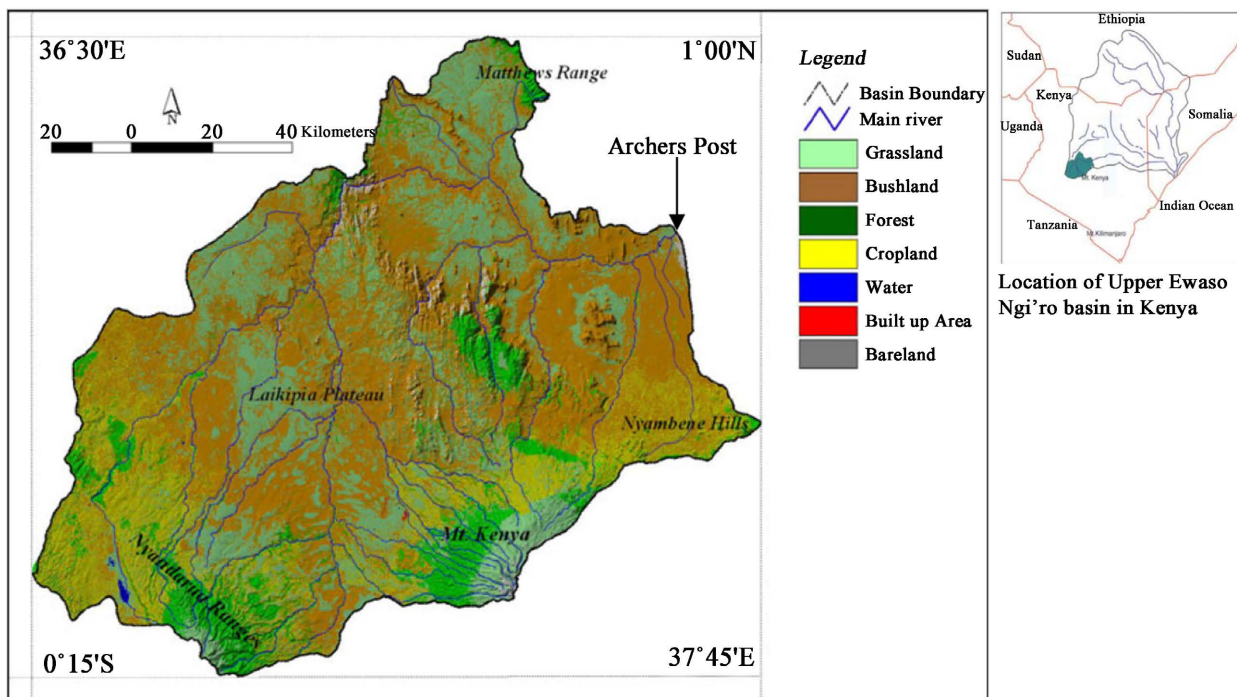 36˚30'E
1˚00'N
Matthews Range
N
20 0 20 40 Kilometers
Archers Post
Laikipia Plateau
Nyambene Hills
Mt. Kenya
Nyandarua Ranges
0˚15'S
37˚45'E
Legend
Basin Boundary
Main river
Grassland
Bushland
Forest
Cropland
Water
Built up Area
Bareland
Ethiopia
Sudan
Kenya
Somalia
Uganda
Mt. Kenya
Indian Ocean
Tanzania
Mt Kilimanjaro
Location of Upper Ewaso
Ngi’ro basin in Kenya